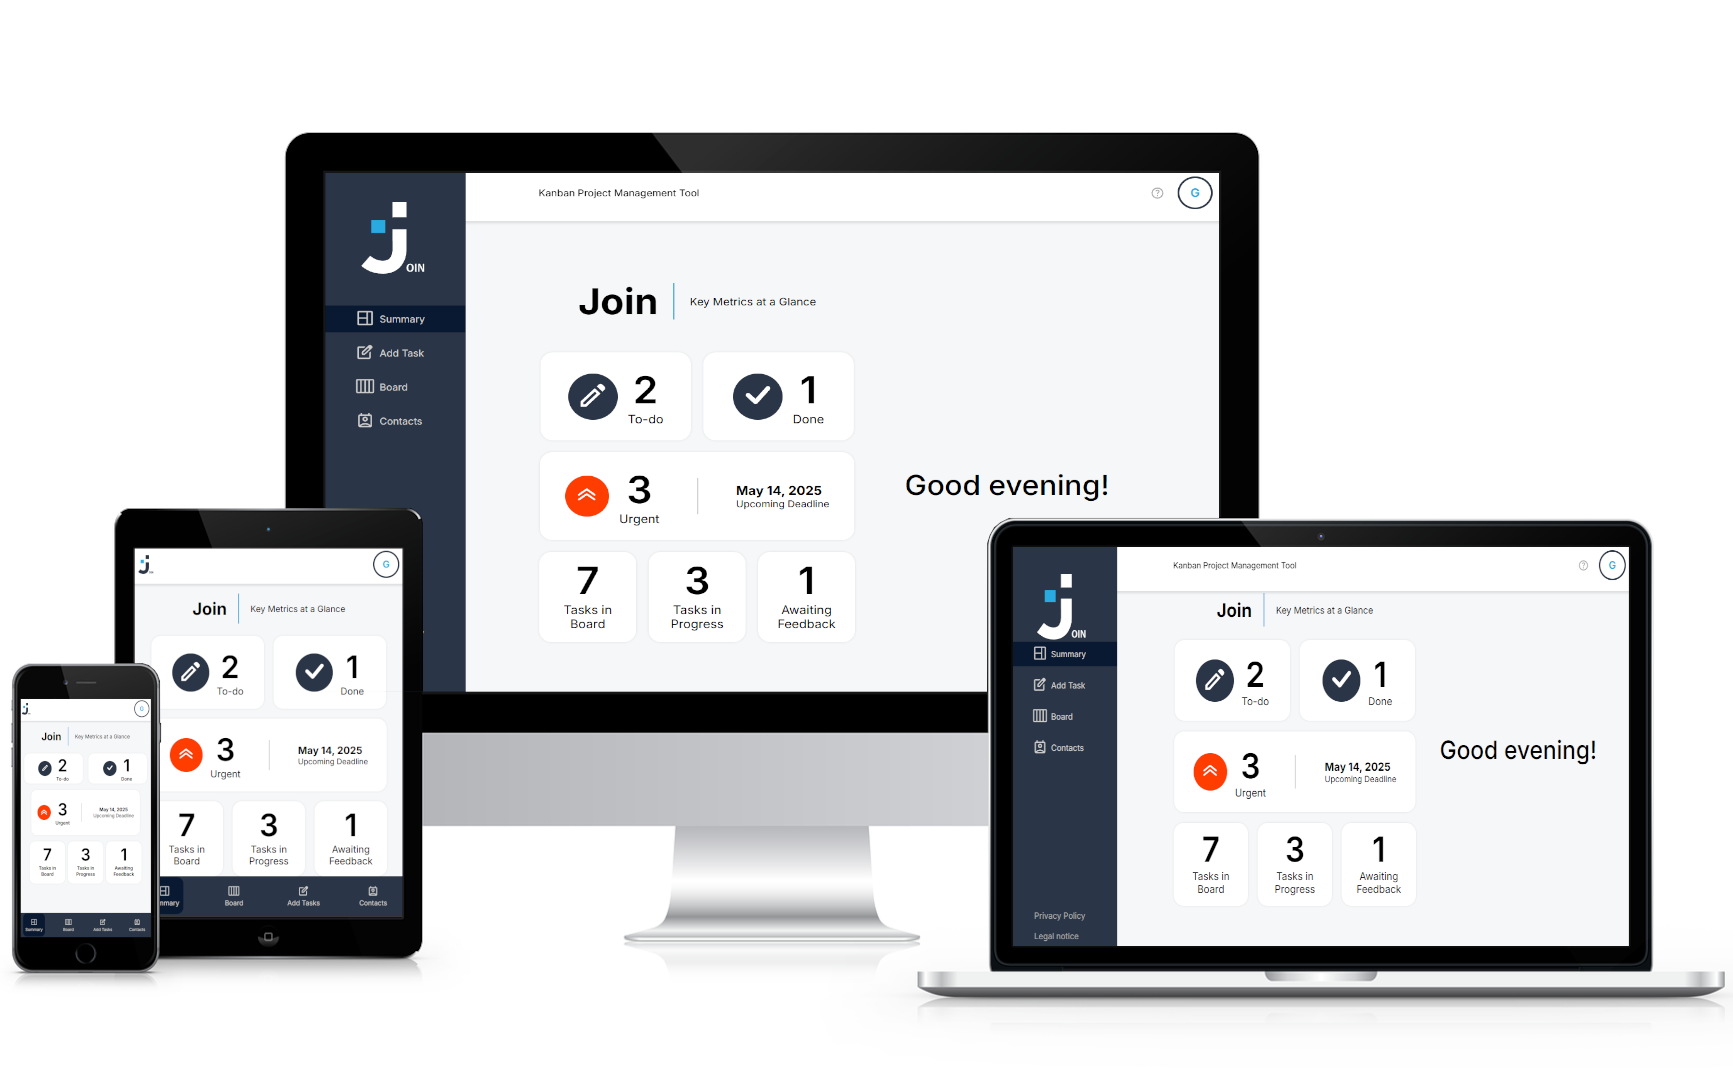 Kanban Project Management Tool
G
OIN
Join
Key Metrics at a Glance
Summary
Add Task
Board
Contacts
2
To-do
1
Done
3
Urgent
May 14, 2025
Upcoming Deadline
7
Tasks in
Board
3
Tasks in
Progress
1
Awaiting
Feedback
Good evening!
G
Join
Key Metrics at a Glance
2
To-do
1
Done
3
Urgent
May 14, 2025
Upcoming Deadline
7
Tasks in
Board
3
Tasks in
Progress
1
Awaiting
Feedback
mmary
Board
Add Tasks
Contacts
G
Join
Key Metrics at a Glance
2
To-do
1
Done
3
Urgent
May 14, 2025
Upcoming Deadline
7
Tasks in
Board
3
Tasks in
Progress
1
Awaiting
Feedback
Summary
Board
Add Tasks
Contacts
Kanban Project Management Tool
G
OIN
Join
Key Metrics at a Glance
Summary
Add Task
Board
Contacts
2
To-do
1
Done
3
Urgent
May 14, 2025
Upcoming Deadline
7
Tasks in
Board
3
Tasks in
Progress
1
Awaiting
Feedback
Good evening!
Privacy Policy
Legal notice